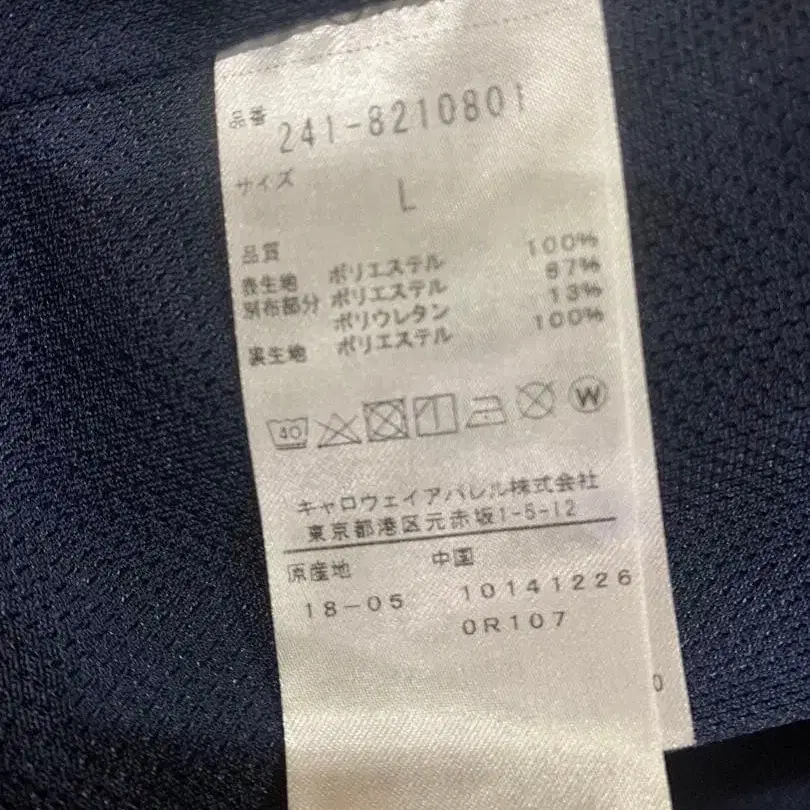 品番 241-8210801
サイズ L
品質
表生地 ポリエステル 100%
別布部分 ポリエステル 87%
ポリウレタン 13%
裏生地 ポリエステル 100%
40 W
キャロウェイアパレル株式会社
東京都港区元赤坂1-5-12
原産地 中国
18-05 10141226
0R107
0